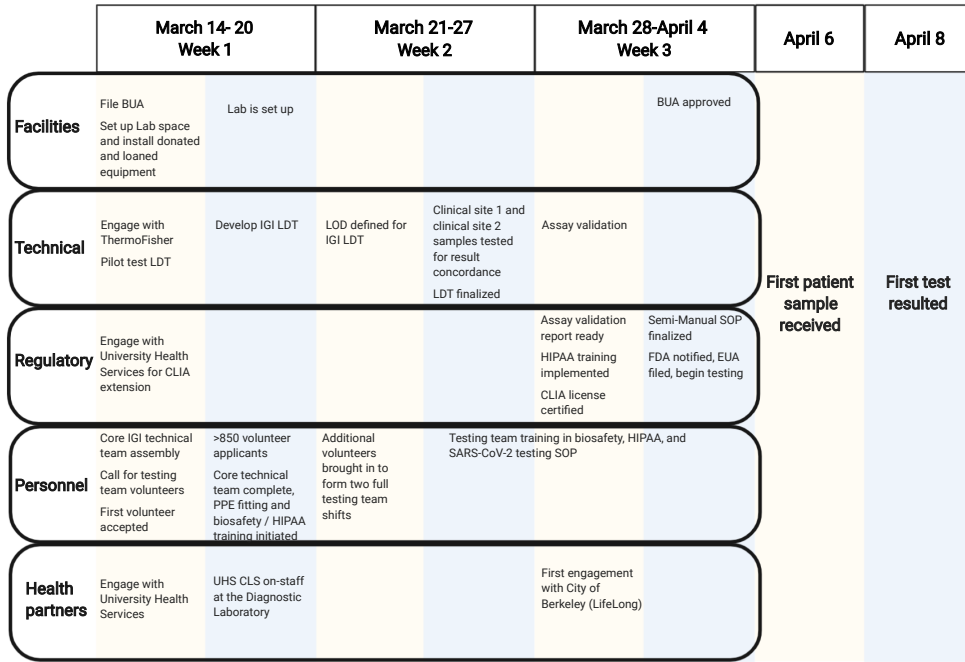 March 14- 20
Week 1
March 21-27
Week 2
March 28-April 4
Week 3
April 6
April 8
Facilities
File BUA
Set up Lab space
and install donated
and loaned
equipment
Lab is set up
BUA approved
Technical
Engage with
ThermoFisher
Pilot test LDT
Develop IGI LDT
LOD defined for
IGI LDT
Clinical site 1 and
clinical site 2
samples tested
for result
concordance
LDT finalized
Assay validation
Regulatory
Engage with
University Health
Services for CLIA
extension
Assay validation
report ready
HIPAA training
implemented
CLIA license
certified
Semi-Manual SOP
finalized
FDA notified, EUA
filed, begin testing
Personnel
Core IGI technical
team assembly
Call for testing
team volunteers
First volunteer
accepted
>850 volunteer
applicants
Core technical
team complete,
PPE fitting and
biosafety / HIPAA
training initiated
Additional
volunteers
brought in to
form two full
testing team
shifts
Testing team training in biosafety, HIPAA, and
SARS-CoV-2 testing SOP
Health
partners
Engage with
University Health
Services
UHS CLS on-staff
at the Diagnostic
Laboratory
First engagement
with City of
Berkeley (LifeLong)
First patient
sample
received
First test
resulted